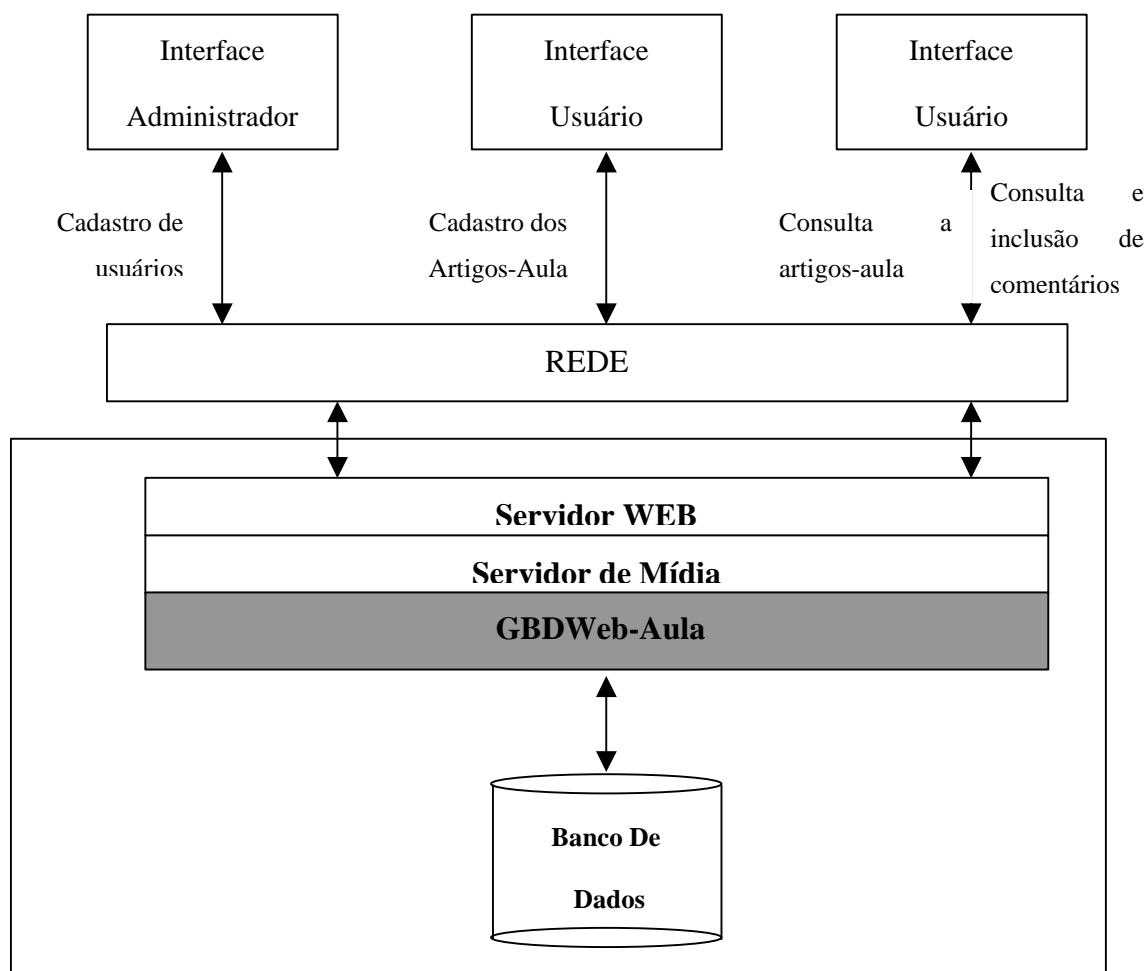 Interface
Administrador
Interface
Usuário
Interface
Usuário
Cadastro de
usuários
Cadastro dos
Artigos-Aula
Consulta a
artigos-aula
Consulta e
inclusão de
comentários
REDE
Servidor WEB
Servidor de Mídia
GBDWeb-Aula
Banco De
Dados